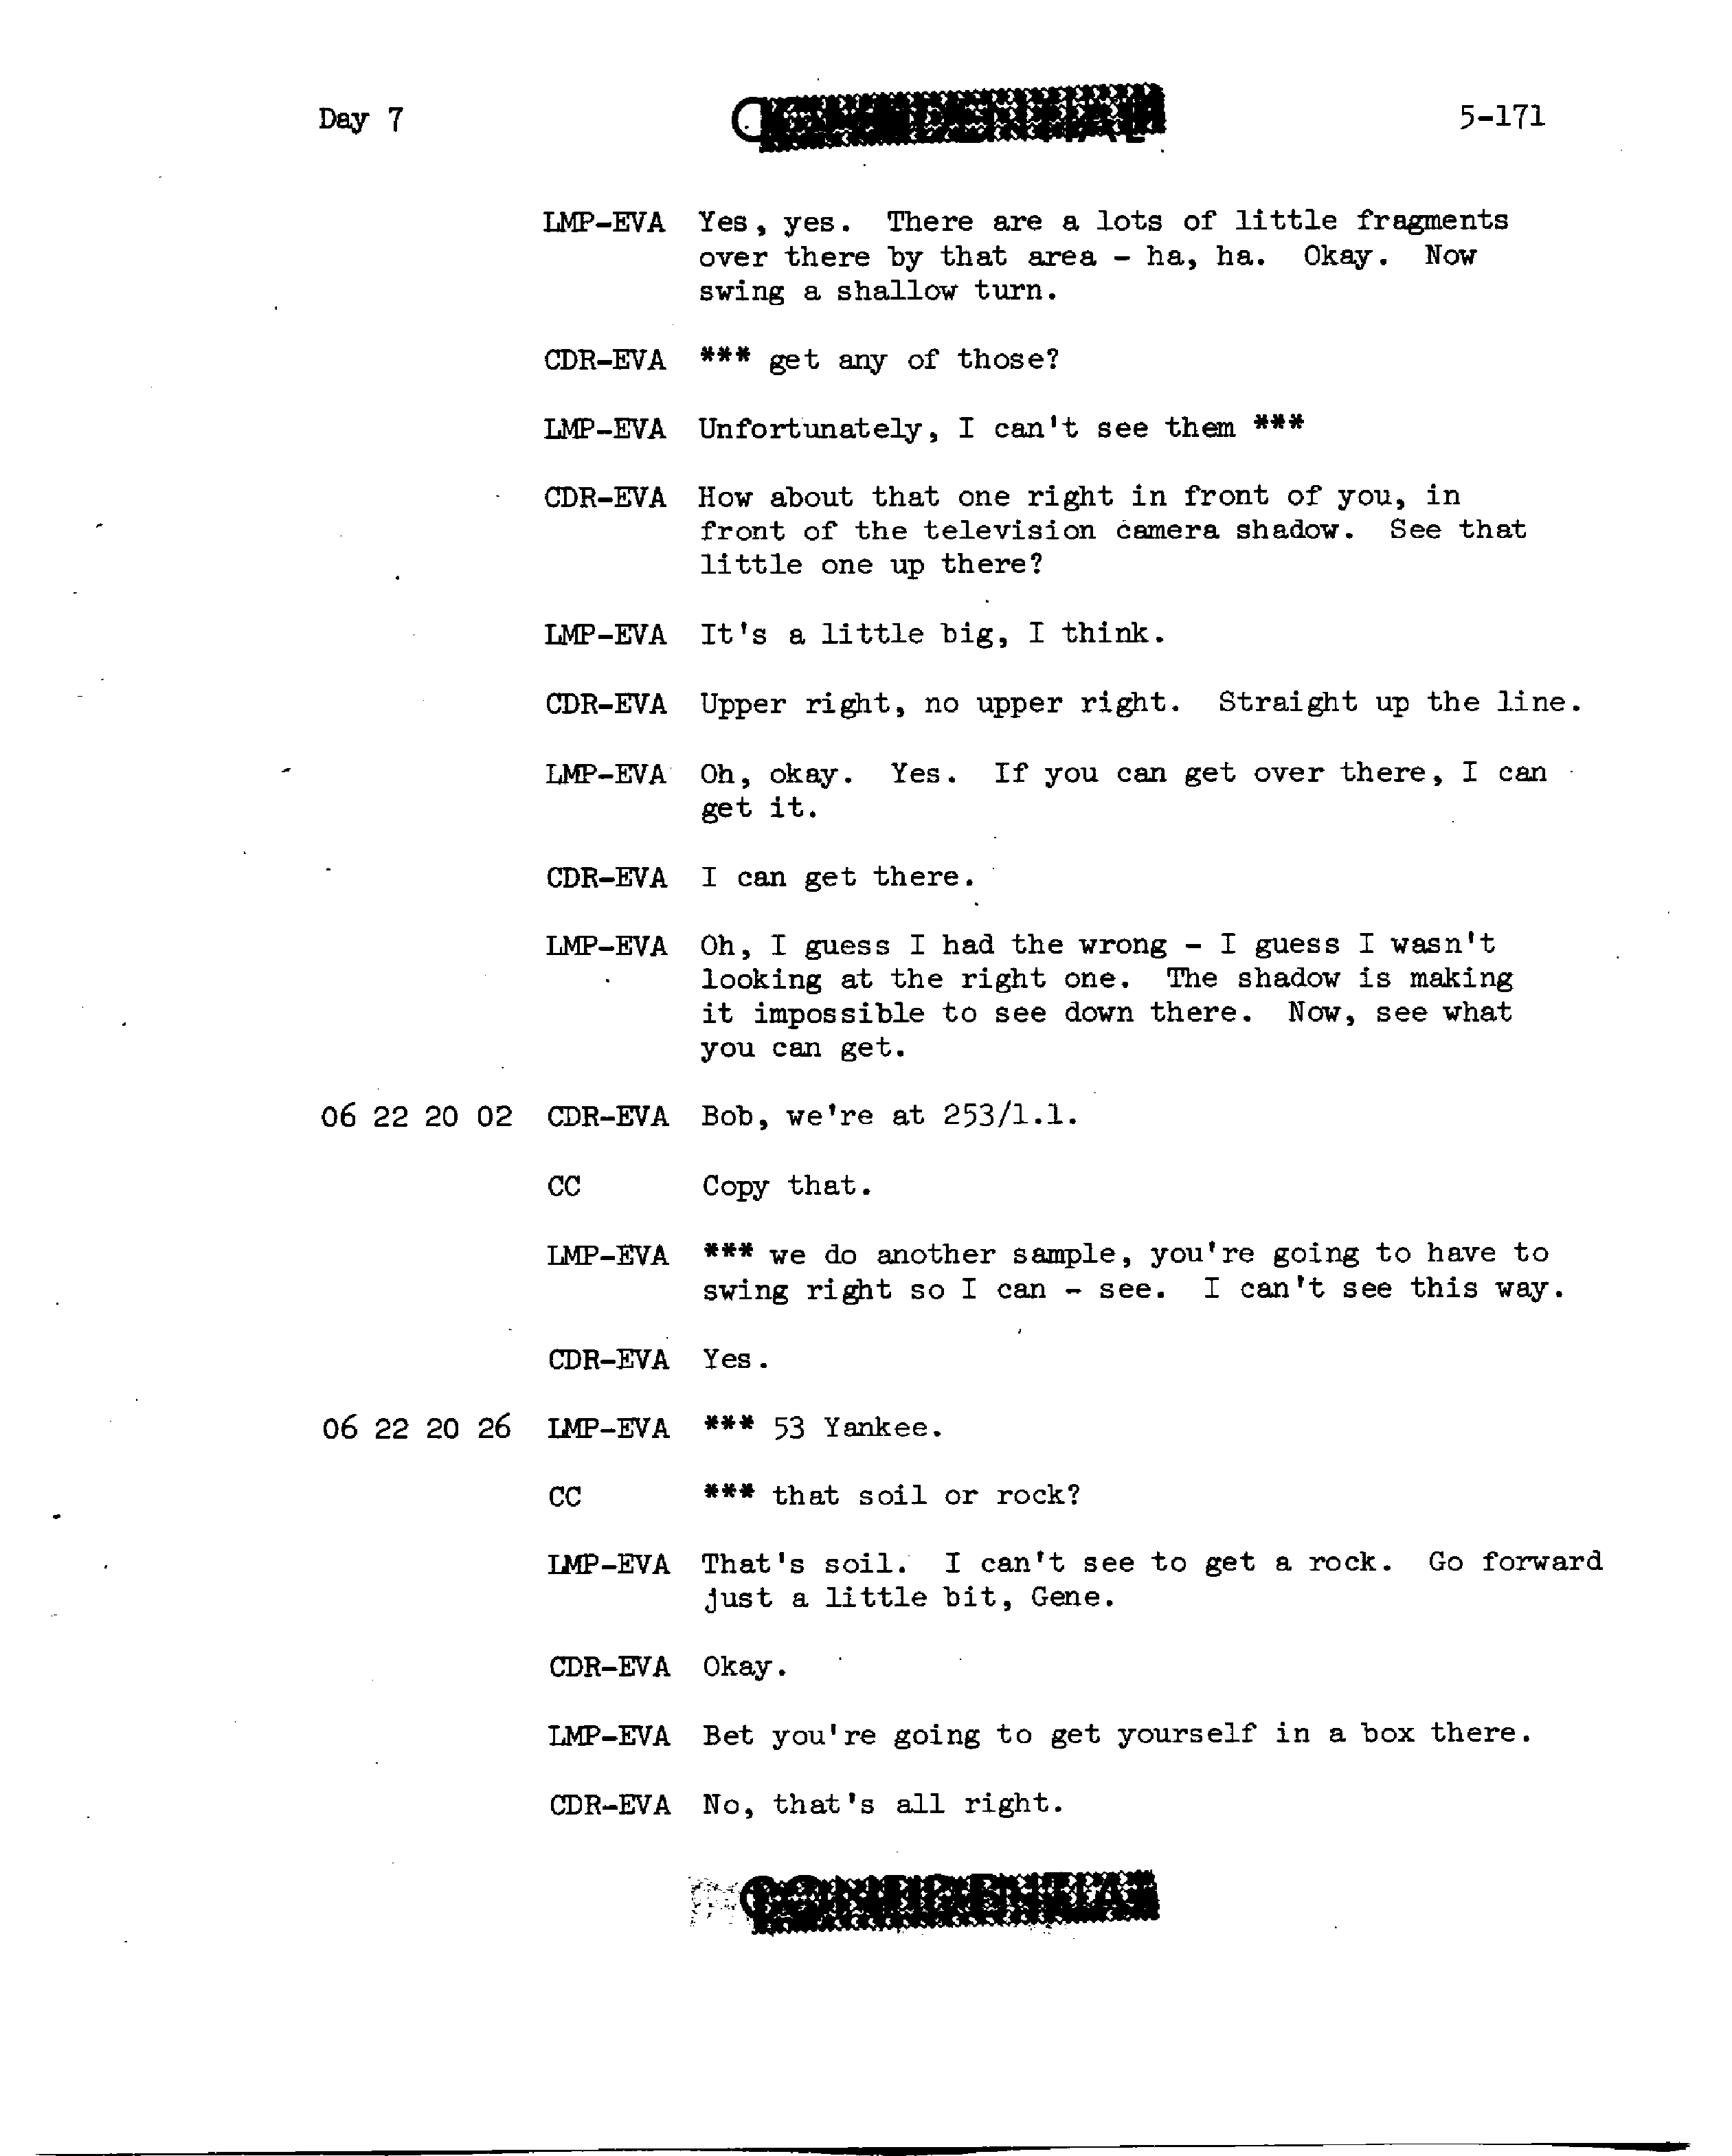 Day 7
CONFIDENTIAL
5-171
LMP-EVA Yes, yes. There are a lots of little fragments
over there by that area - ha, ha. Okay. Now
swing a shallow turn.
CDR-EVA *** get any of those?
LMP-EVA Unfortunately, I can't see them ***
CDR-EVA How about that one right in front of you, in
front of the television camera shadow. See that
little one up there?
LMP-EVA It's a little big, I think.
CDR-EVA Upper right, no upper right. Straight up the line.
LMP-EVA Oh, okay. Yes. If you can get over there, I can
get it.
CDR-EVA I can get there.
LMP-EVA Oh, I guess I had the wrong - I guess I wasn't
looking at the right one. The shadow is making
it impossible to see down there. Now, see what
you can get.
06 22 20 02 CDR-EVA Bob, we're at 253/1.1.
CC Copy that.
LMP-EVA *** we do another sample, you're going to have to
swing right so I can - see. I can't see this way.
CDR-EVA Yes.
06 22 20 26 LMP-EVA *** 53 Yankee.
CC *** that soil or rock?
LMP-EVA That's soil. I can't see to get a rock. Go forward
just a little bit, Gene.
CDR-EVA Okay.
LMP-EVA Bet you're going to get yourself in a box there.
CDR-EVA No, that's all right.
CONFIDENTIAL